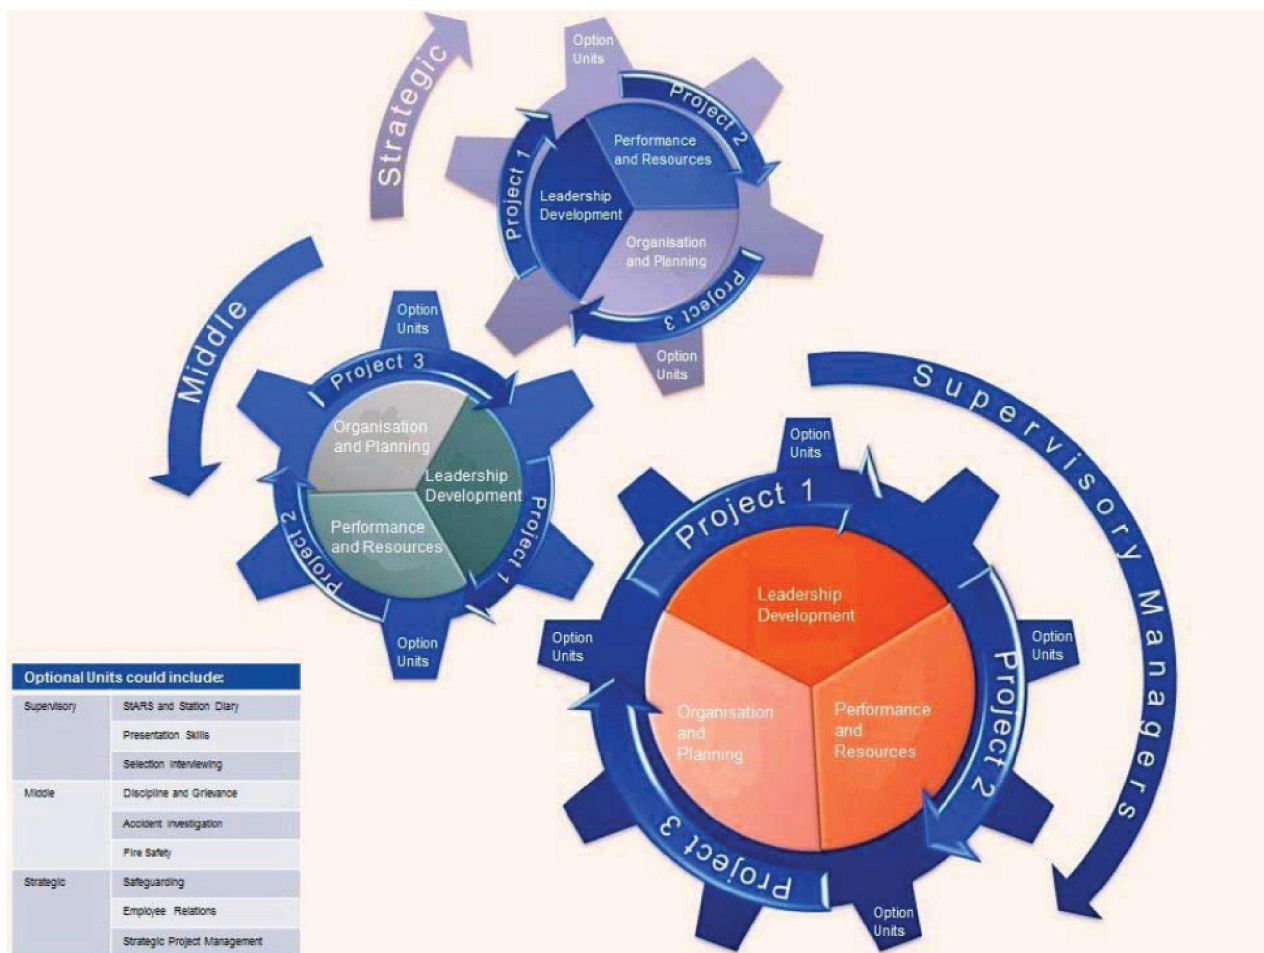 Strategic
Option
Units
Project 2
Project 1
Performance
and Resources
Leadership
Development
Organisation
and Planning
Project 3
Option
Units
Middle
Option
Units
Project 3
Organisation
and Planning
Leadership
Development
Performance
and Resources
Project 2
Project 1
Option
Units
Supervisory Managers
Option
Units
Project 1
Leadership
Development
Option
Units
Option
Units
Organisation
and
Planning
Performance
and
Resources
Project 2
Project 3
Option
Units
Optional Units could include:
Supervisory StARS and Station Diary
Presentation Skills
Selection Interviewing
Middle Discipline and Grievance
Accident Investigation
Fire Safety
Strategic Safeguarding
Employee Relations
Strategic Project Management